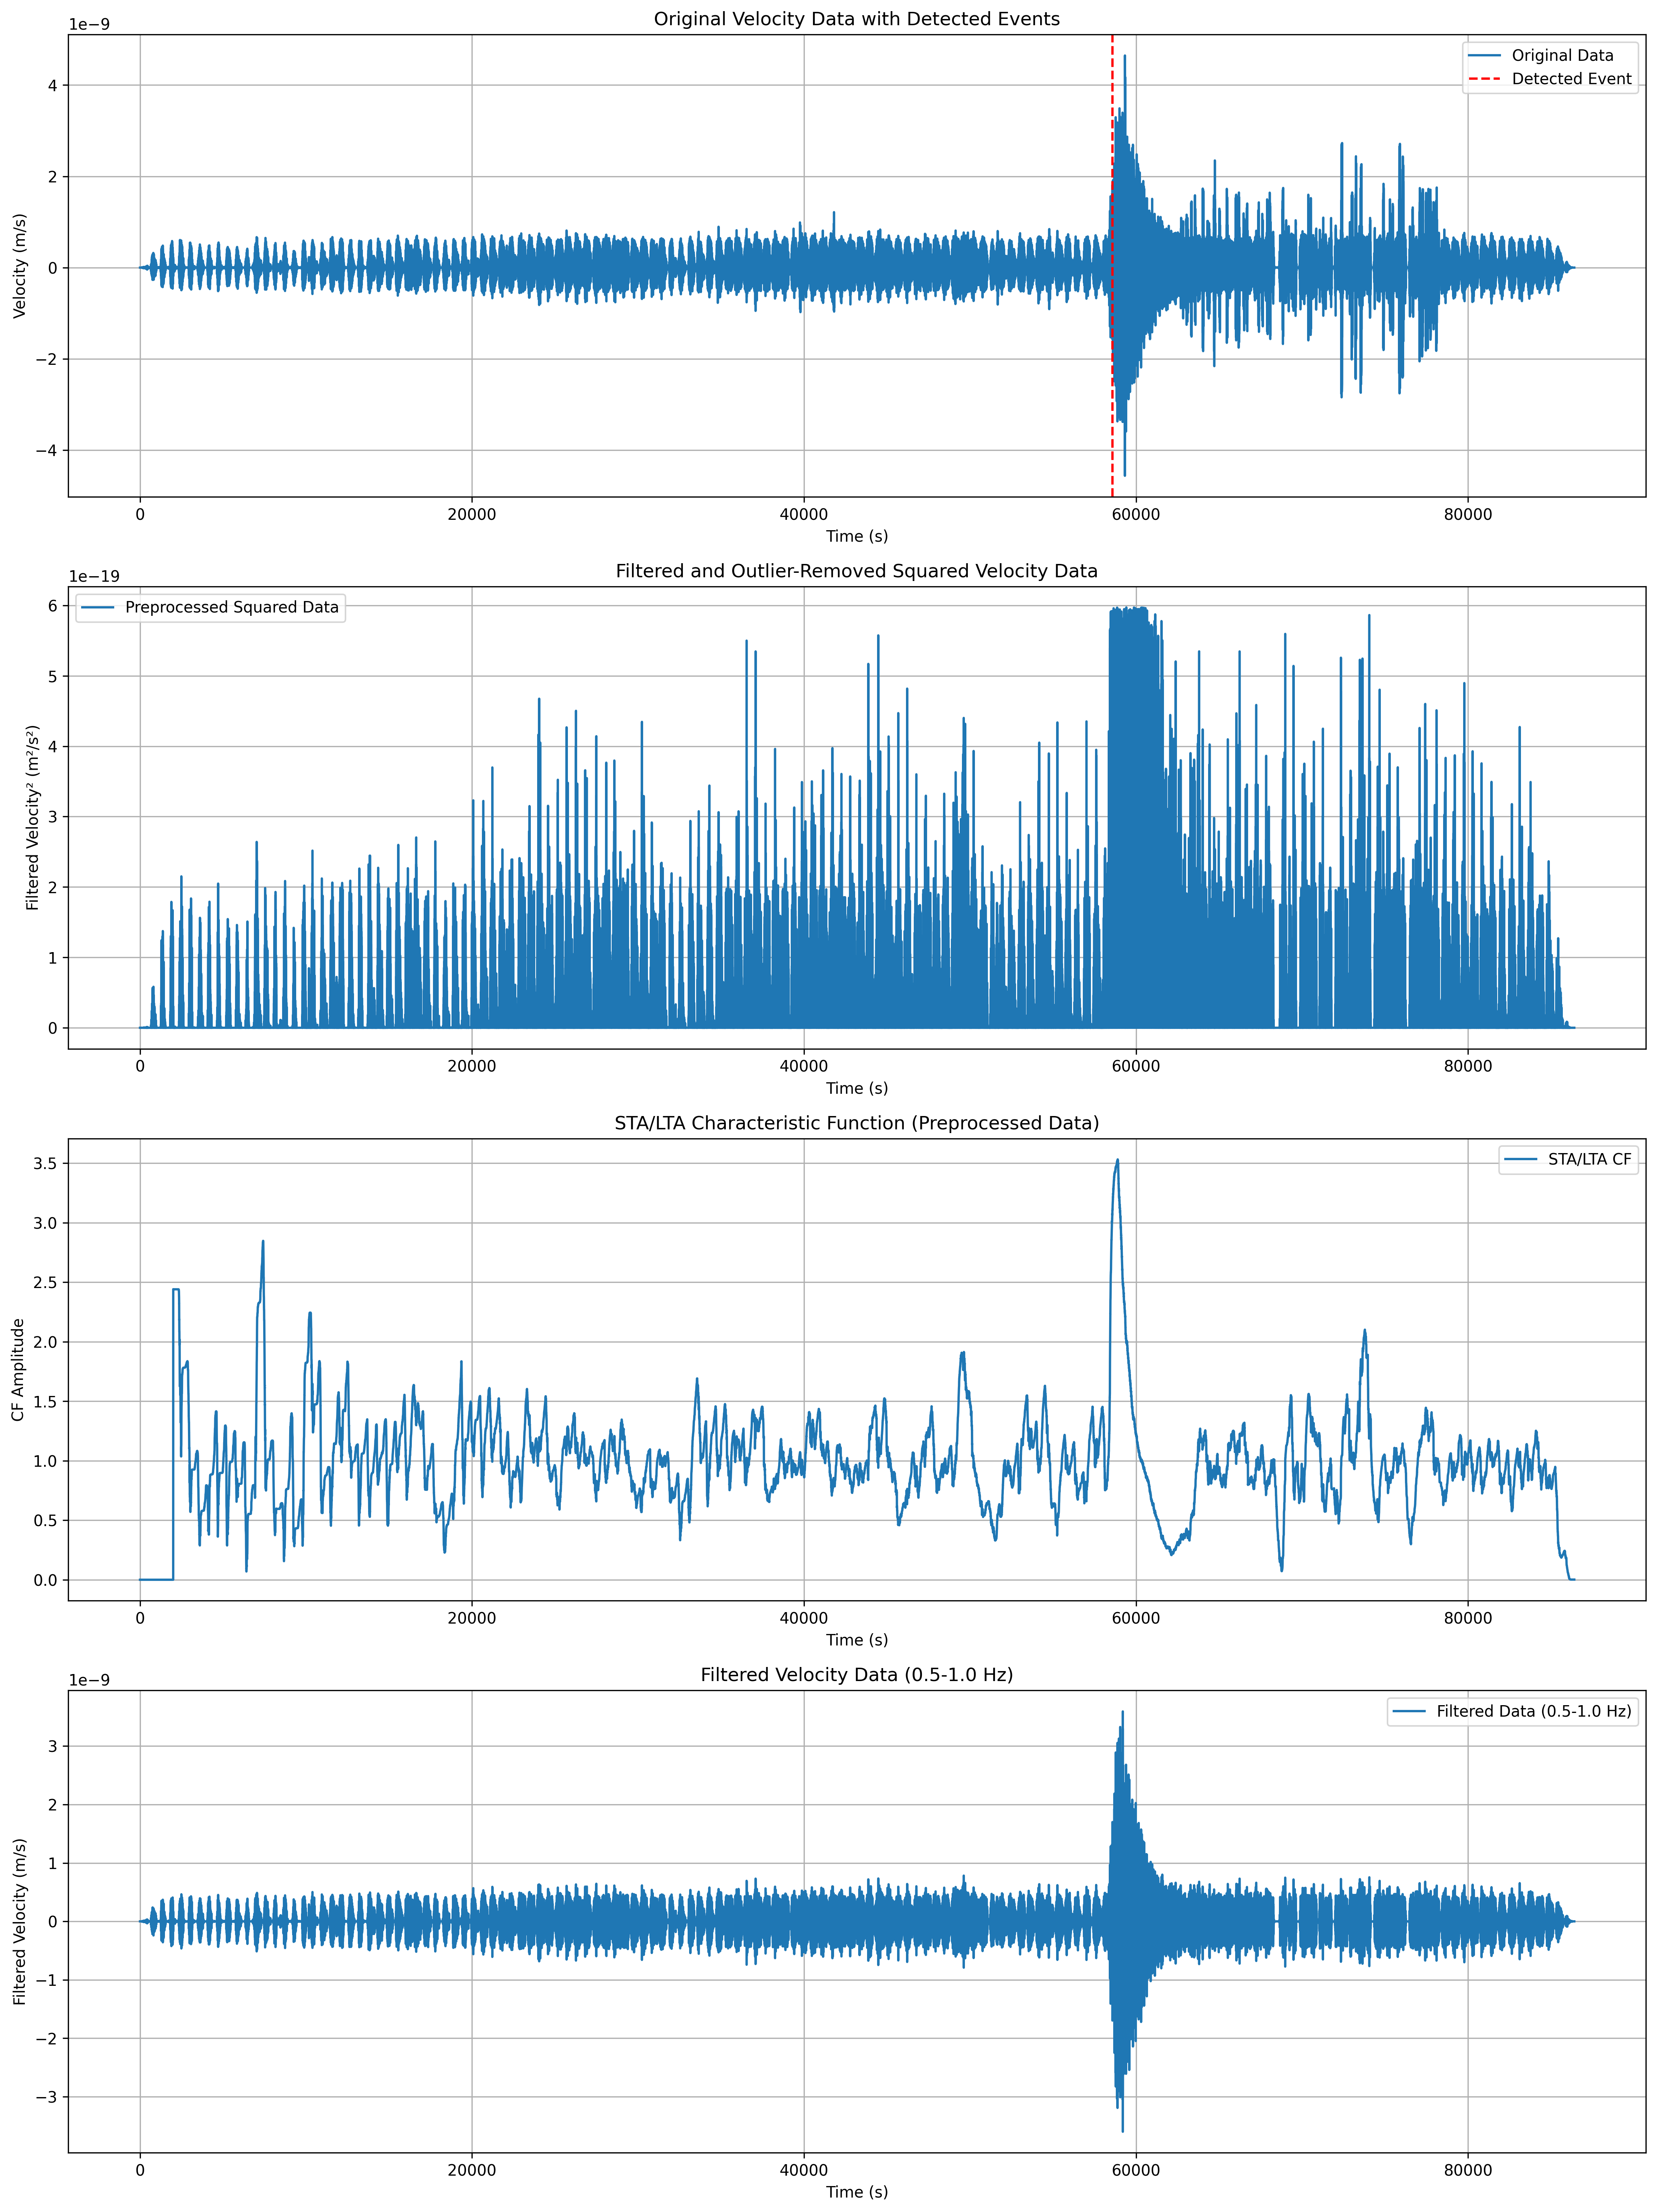 Original Velocity Data with Detected Events
1e−9
Original Data
Detected Event
4
2
0
−2
−4
Velocity (m/s)
0 20000 40000 60000 80000
Time (s)
Filtered and Outlier-Removed Squared Velocity Data
1e−19
Preprocessed Squared Data
6
5
4
3
2
1
0
Filtered Velocity² (m²/s²)
0 20000 40000 60000 80000
Time (s)
STA/LTA Characteristic Function (Preprocessed Data)
STA/LTA CF
3.5
3.0
2.5
2.0
1.5
1.0
0.5
0.0
CF Amplitude
0 20000 40000 60000 80000
Time (s)
Filtered Velocity Data (0.5-1.0 Hz)
1e−9
Filtered Data (0.5-1.0 Hz)
3
2
1
0
−1
−2
−3
Filtered Velocity (m/s)
0 20000 40000 60000 80000
Time (s)